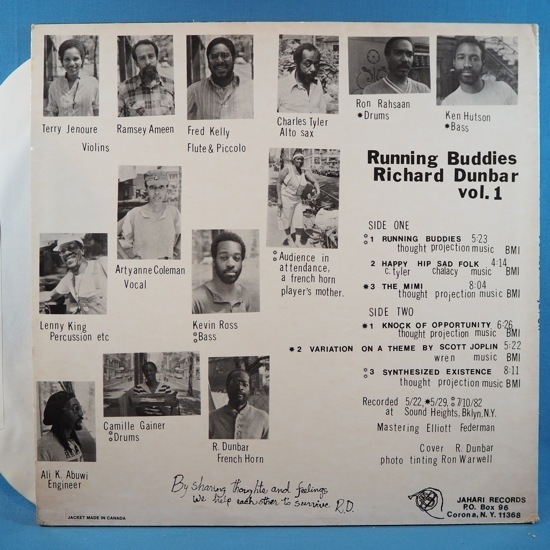 Terry Jenoure
Ramsey Ameen
Violins
Fred Kelly
Flute & Piccolo
Charles Tyler
Alto sax
Ron Rahsaan
*Drums
Ken Hutson
*Bass
Running Buddies
Richard Dunbar
vol.1
SIDE ONE
°1 RUNNING BUDDIES 5:23
thought projection music BMI
2 HAPPY HIP SAD FOLK 4:14
c. tyler chalacy music BMI
*3 THE MIMI 8:04
thought projection music BMI
SIDE TWO
*1 KNOCK OF OPPORTUNITY 6:26
thought projection music BMI
*2 VARIATION ON A THEME BY SCOTT JOPLIN 5:22
wren music BMI
°3 SYNTHESIZED EXISTENCE 8:11
thought projection music BMI
Recorded 5/22, *5/29, °7/10/82
at Sound Heights, Bklyn. N.Y.
Mastering Elliott Federman
Cover R. Dunbar
photo tinting Ron Warwell
Artyanne Coleman
Vocal
°Audience in
attendance,
a french horn
player's mother.
Lenny King
Percussion etc
Kevin Ross
°Bass
Camille Gainer
°Drums
R. Dunbar
French Horn
Ali K. Abuwi
Engineer
By sharing thoughts and feelings
we help each other to survive R.D.
JACKET MADE IN CANADA
JAHARI RECORDS
P.O. Box 96
Corona, N.Y. 11368